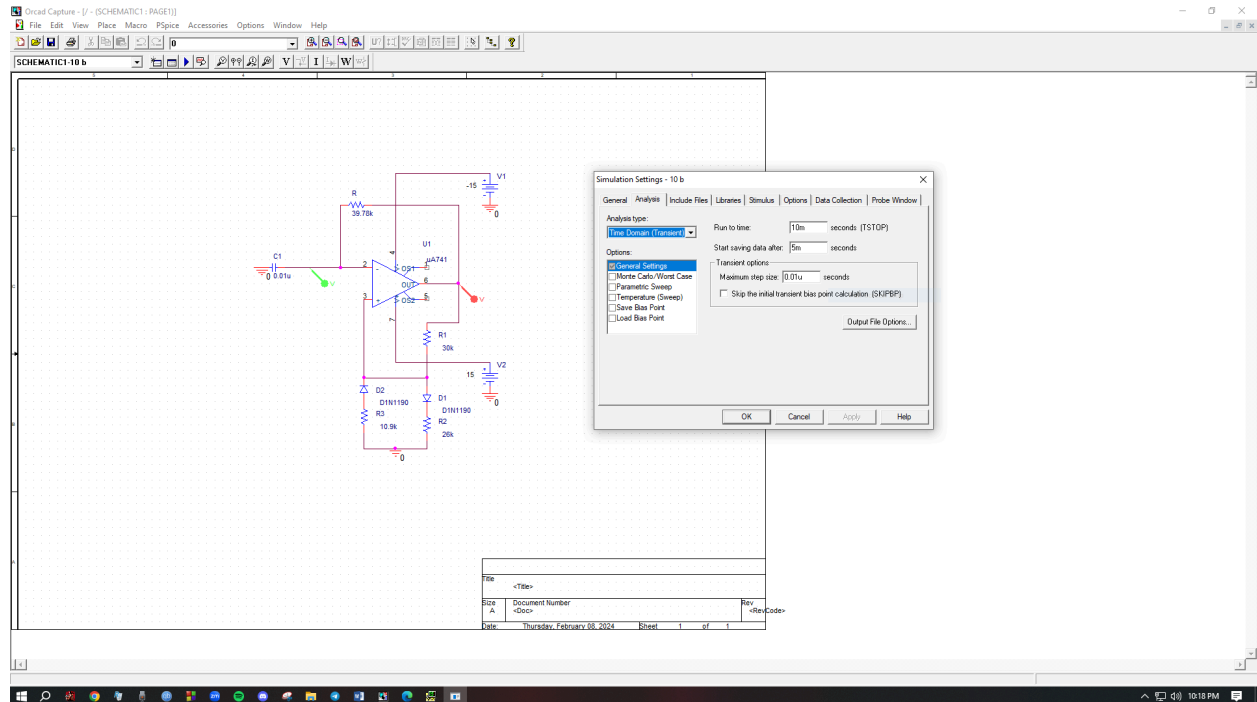 Orcad Capture - [/ - (SCHEMATIC1 : PAGE1)]
File Edit View Place Macro PSpice Accessories Options Window Help
0
U?
SCHEMATIC1-10 b
V I W
5 4 3 2 1
D
C
B
A
V1
-15
0
R
39.78k
C1
0 0.01u
V
U1
uA741
4
2
-
OS1
1
6
OUT
3
+
OS2
5
7
V
R1
30k
V2
15
0
D2
D1N1190
R3
10.9k
D1
D1N1190
R2
26k
0
Simulation Settings - 10 b
General Analysis Include Files Libraries Stimulus Options Data Collection Probe Window
Analysis type:
Time Domain (Transient)
Options:
General Settings
Monte Carlo/Worst Case
Parametric Sweep
Temperature (Sweep)
Save Bias Point
Load Bias Point
Run to time: 10m seconds (TSTOP)
Start saving data after: 5m seconds
Transient options
Maximum step size: 0.01u seconds
Skip the initial transient bias point calculation (SKIPBP)
Output File Options...
OK Cancel Apply Help
Title
<Title>
Size Document Number Rev
A <Doc> <RevCode>
Date: Thursday, February 08, 2024 Sheet 1 of 1
zm
10:18 PM